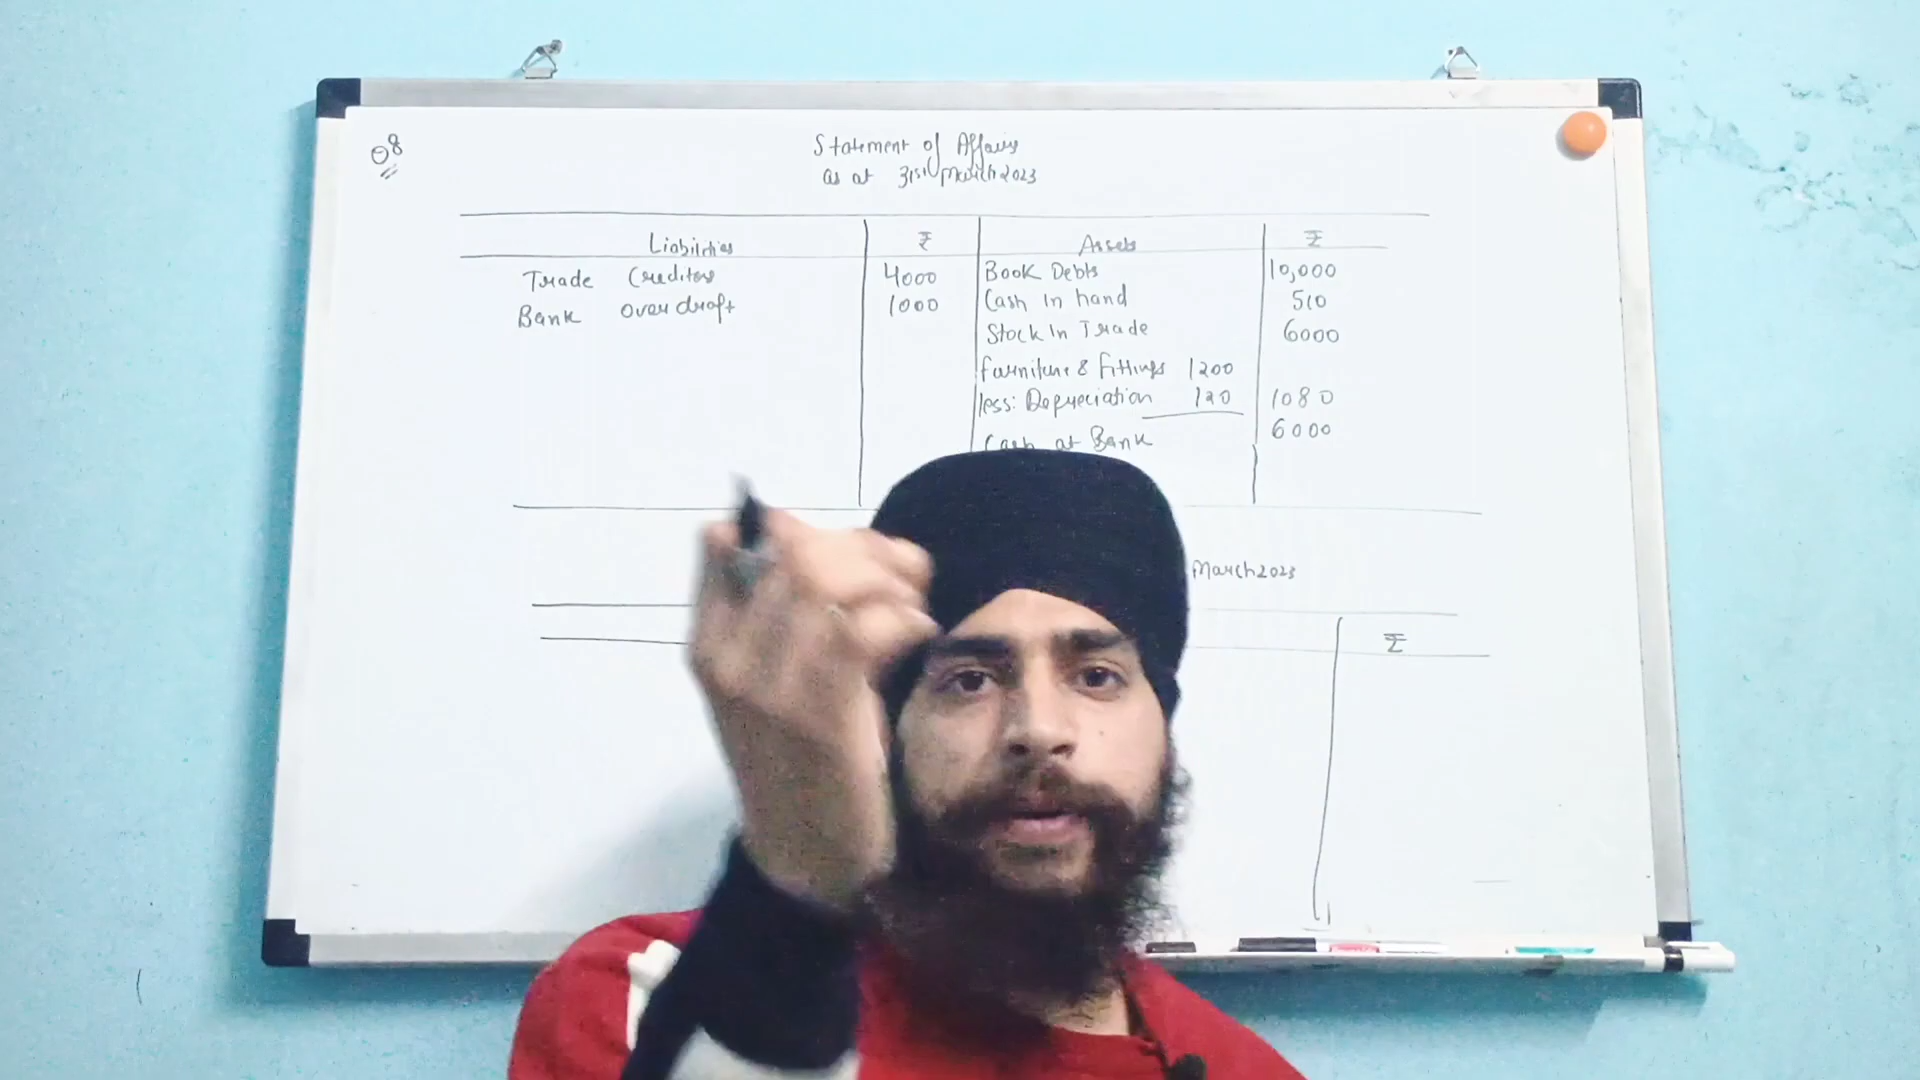 Q8
Statement of Affairs
as at 31st March 2023
Liabilities ₹ Assets ₹
Trade Creditors 4000 Book Debts 10,000
Bank overdraft 1000 Cash In hand 510
Stock In Trade 6000
furniture & fittings 1200
less: Depreciation 120 1080
Cash at Bank 6000
March 2023
₹